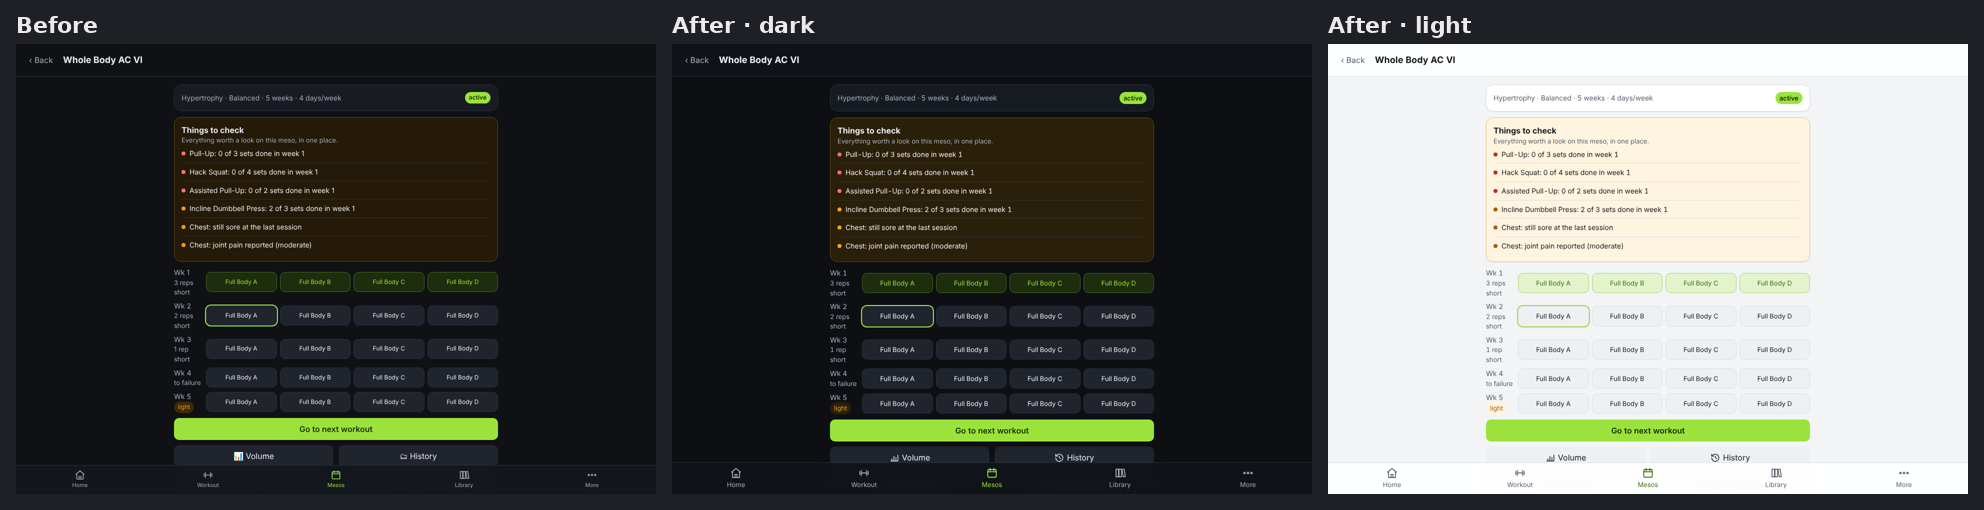 Before
‹ Back Whole Body AC VI
Hypertrophy · Balanced · 5 weeks · 4 days/week active
Things to check
Everything worth a look on this meso, in one place.
Pull-Up: 0 of 3 sets done in week 1
Hack Squat: 0 of 4 sets done in week 1
Assisted Pull-Up: 0 of 2 sets done in week 1
Incline Dumbbell Press: 2 of 3 sets done in week 1
Chest: still sore at the last session
Chest: joint pain reported (moderate)
Wk 1
3 reps
short
Full Body A Full Body B Full Body C Full Body D
Wk 2
2 reps
short
Full Body A Full Body B Full Body C Full Body D
Wk 3
1 rep
short
Full Body A Full Body B Full Body C Full Body D
Wk 4
to failure
Full Body A Full Body B Full Body C Full Body D
Wk 5
light
Full Body A Full Body B Full Body C Full Body D
Go to next workout
Volume History
Home Workout Mesos Library More
After · dark
‹ Back Whole Body AC VI
Hypertrophy · Balanced · 5 weeks · 4 days/week active
Things to check
Everything worth a look on this meso, in one place.
Pull-Up: 0 of 3 sets done in week 1
Hack Squat: 0 of 4 sets done in week 1
Assisted Pull-Up: 0 of 2 sets done in week 1
Incline Dumbbell Press: 2 of 3 sets done in week 1
Chest: still sore at the last session
Chest: joint pain reported (moderate)
Wk 1
3 reps
short
Full Body A Full Body B Full Body C Full Body D
Wk 2
2 reps
short
Full Body A Full Body B Full Body C Full Body D
Wk 3
1 rep
short
Full Body A Full Body B Full Body C Full Body D
Wk 4
to failure
Full Body A Full Body B Full Body C Full Body D
Wk 5
light
Full Body A Full Body B Full Body C Full Body D
Go to next workout
Volume History
Home Workout Mesos Library More
After · light
‹ Back Whole Body AC VI
Hypertrophy · Balanced · 5 weeks · 4 days/week active
Things to check
Everything worth a look on this meso, in one place.
Pull-Up: 0 of 3 sets done in week 1
Hack Squat: 0 of 4 sets done in week 1
Assisted Pull-Up: 0 of 2 sets done in week 1
Incline Dumbbell Press: 2 of 3 sets done in week 1
Chest: still sore at the last session
Chest: joint pain reported (moderate)
Wk 1
3 reps
short
Full Body A Full Body B Full Body C Full Body D
Wk 2
2 reps
short
Full Body A Full Body B Full Body C Full Body D
Wk 3
1 rep
short
Full Body A Full Body B Full Body C Full Body D
Wk 4
to failure
Full Body A Full Body B Full Body C Full Body D
Wk 5
light
Full Body A Full Body B Full Body C Full Body D
Go to next workout
Volume History
Home Workout Mesos Library More